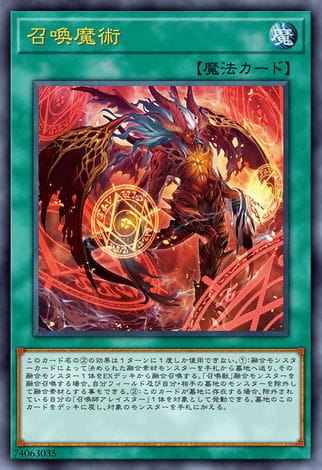 召喚魔術
魔
【魔法カード】
このカード名の②の効果は１ターンに１度しか使用できない。①：融合モンスタ
ーカードによって決められた融合素材モンスターを手札から墓地へ送り、その
融合モンスター１体をEXデッキから融合召喚する。「召喚獣」融合モンスターを
融合召喚する場合、自分フィールド及び自分・相手の墓地のモンスターを除外し
て融合素材とする事もできる。②：このカードが墓地に存在する場合、除外され
ている自分の「召喚師アレイスター」１体を対象として発動できる。墓地のこの
カードをデッキに戻し、対象のモンスターを手札に加える。
74063035